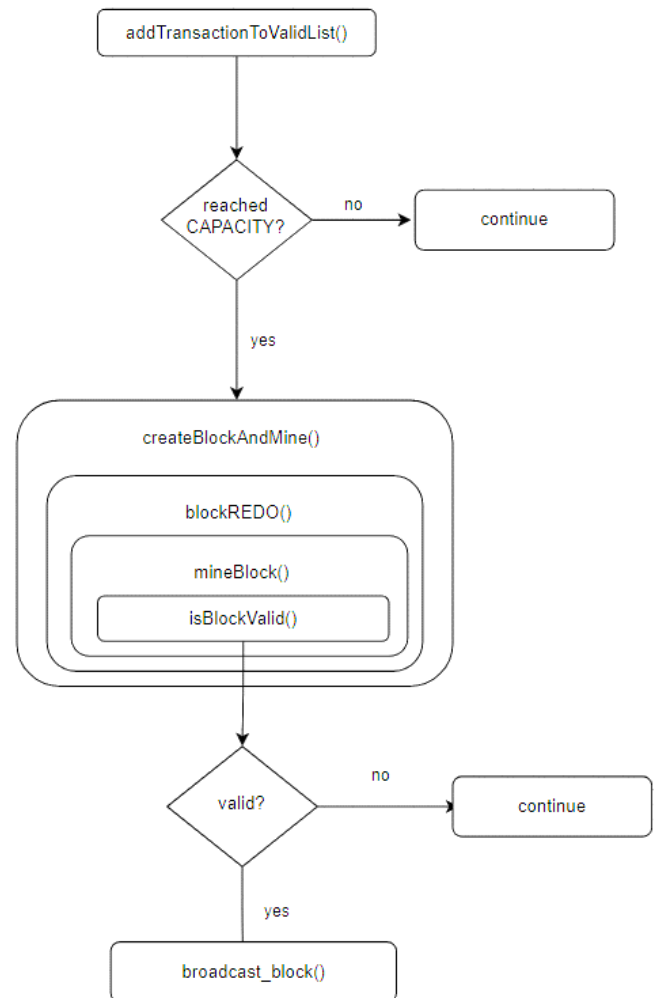 addTransactionToValidList()
reached
CAPACITY?
no
continue
yes
createBlockAndMine()
blockREDO()
mineBlock()
isBlockValid()
valid?
no
continue
yes
broadcast_block()